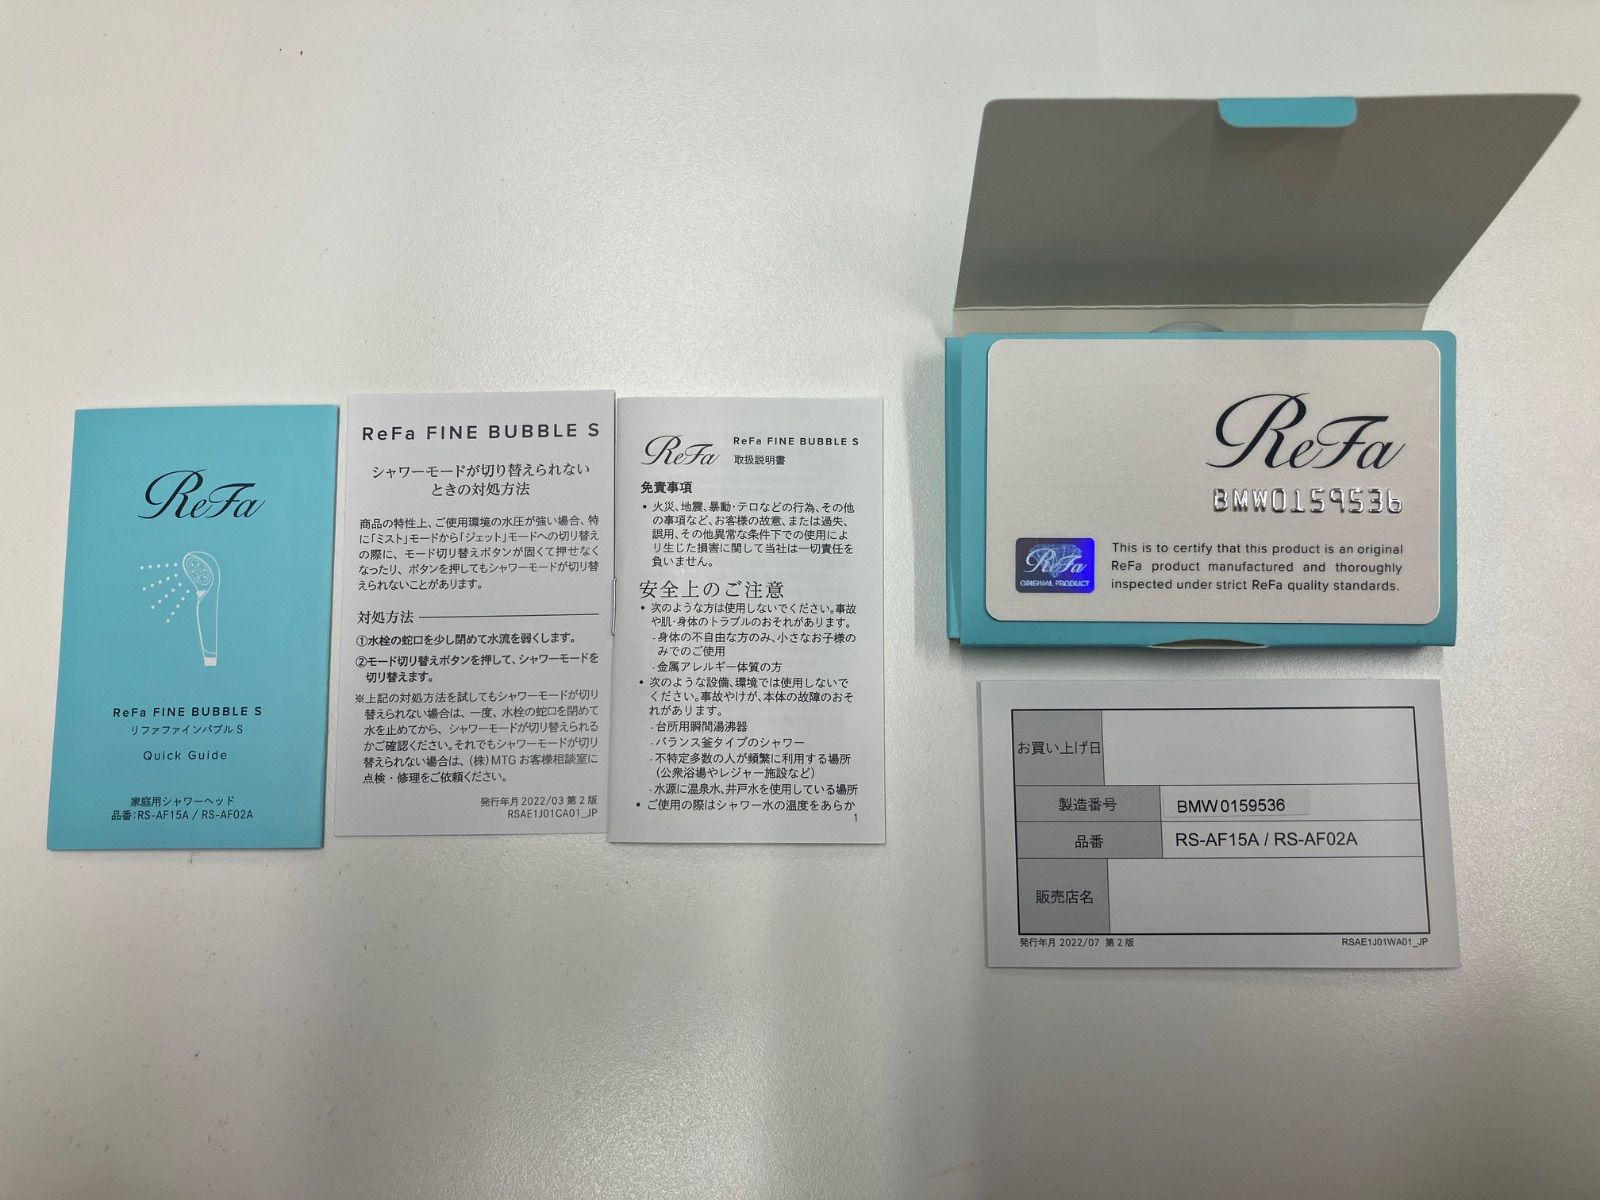 ReFa
ReFa FINE BUBBLE S
リファファインバブル S
Quick Guide
家庭用シャワーヘッド
品番:RS-AF15A / RS-AF02A
ReFa FINE BUBBLE S
シャワーモードが切り替えられない
ときの対処方法
商品の特性上、ご使用環境の水圧が強い場合、特
に「ミスト」モードから「ジェット」モードへの切り替え
の際に、モード切り替えボタンが固くて押せなく
なったり、ボタンを押してもシャワーモードが切り替
えられないことがあります。
対処方法
①水栓の蛇口を少し閉めて水流を弱くします。
②モード切り替えボタンを押して、シャワーモードを
切り替えます。
※上記の対処方法を試してもシャワーモードが切り
替えられない場合は、一度、水栓の蛇口を閉めて
水を止めてから、シャワーモードが切り替えられる
かご確認ください。それでもシャワーモードが切り
替えられない場合は、(株)MTGお客様相談室に
点検・修理をご依頼ください。
発行年月 2022/03 第2版
RSAE1J01CA01_JP
ReFa
ReFa FINE BUBBLE S
取扱説明書
免責事項
• 火災、地震、暴動・テロなどの行為、その他
の事項など、お客様の故意、または過失、
誤用、その他異常な条件下での使用によ
り生じた損害に関して当社は一切責任を
負いません。
安全上のご注意
• 次のような方は使用しないでください。事故
や肌・身体のトラブルのおそれがあります。
- 身体の不自由な方のみ、小さなお子様の
みでのご使用
- 金属アレルギー体質の方
• 次のような設備、環境では使用しないで
ください。事故やけが、本体の故障のおそ
れがあります。
- 台所用瞬間湯沸器
- バランス釜タイプのシャワー
- 不特定多数の人が頻繁に利用する場所
(公衆浴場やレジャー施設など)
- 水源に温泉水、井戸水を使用している場所
• ご使用の際はシャワー水の温度をあらか
1
ReFa
BMW0159536
ReFa
ORIGINAL PRODUCT
This is to certify that this product is an original
ReFa product manufactured and thoroughly
inspected under strict ReFa quality standards.
お買い上げ日
製造番号 BMW0159536
品番 RS-AF15A / RS-AF02A
販売店名
発行年月 2022/07 第2版
RSAE1J01WA01_JP